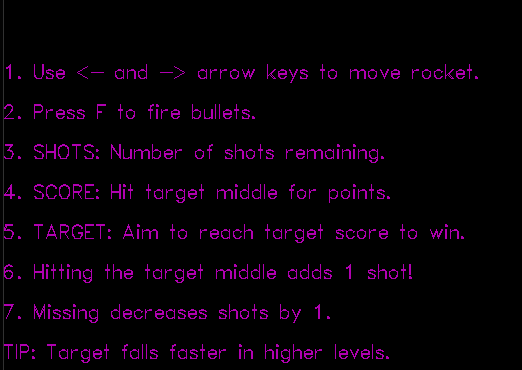 1. Use <- and -> arrow keys to move rocket.
2. Press F to fire bullets.
3. SHOTS: Number of shots remaining.
4. SCORE: Hit target middle for points.
5. TARGET: Aim to reach target score to win.
6. Hitting the target middle adds 1 shot!
7. Missing decreases shots by 1.
TIP: Target falls faster in higher levels.